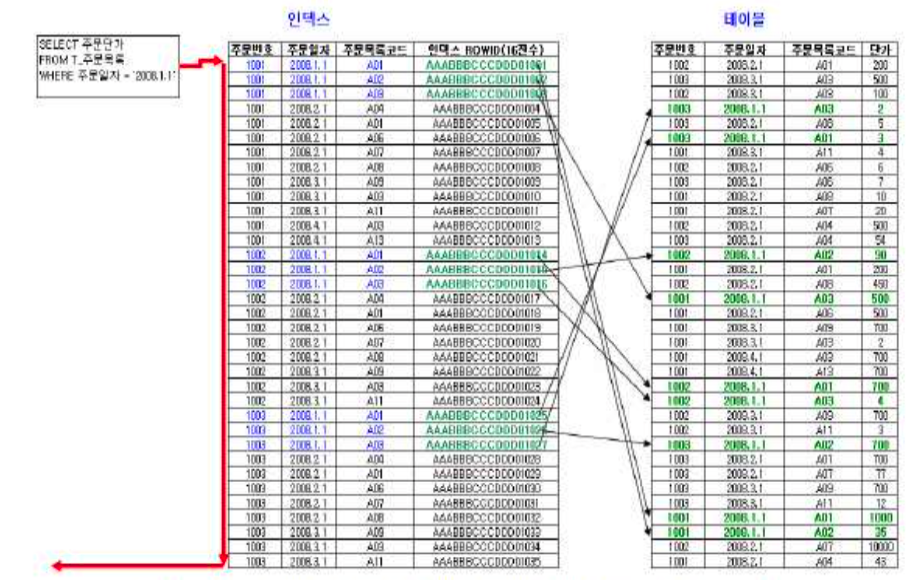 인덱스
테이블
SELECT 주문단가
FROM T_주문목록
WHERE 주문일자 = '2008.1.1'
주문번호 주문일자 주문목록코드 인덱스 ROWID(16진수)
1001 2008.1.1 A01 AAABBBCCCDDD01001
1001 2008.1.1 A02 AAABBBCCCDDD01002
1001 2008.1.1 A03 AAABBBCCCDDD01003
1001 2008.2.1 A04 AAABBBCCCDDD01004
1001 2008.2.1 A05 AAABBBCCCDDD01005
1001 2008.2.1 A06 AAABBBCCCDDD01006
1001 2008.2.1 A07 AAABBBCCCDDD01007
1001 2008.2.1 A08 AAABBBCCCDDD01008
1001 2008.3.1 A09 AAABBBCCCDDD01009
1001 2008.3.1 A03 AAABBBCCCDDD01010
1001 2008.3.1 A11 AAABBBCCCDDD01011
1001 2008.4.1 A03 AAABBBCCCDDD01012
1001 2008.4.1 A13 AAABBBCCCDDD01013
1002 2008.1.1 A01 AAABBBCCCDDD01014
1002 2008.1.1 A02 AAABBBCCCDDD01015
1002 2008.1.1 A03 AAABBBCCCDDD01016
1002 2008.2.1 A04 AAABBBCCCDDD01017
1002 2008.2.1 A01 AAABBBCCCDDD01018
1002 2008.2.1 A06 AAABBBCCCDDD01019
1002 2008.2.1 A07 AAABBBCCCDDD01020
1002 2008.2.1 A08 AAABBBCCCDDD01021
1002 2008.3.1 A09 AAABBBCCCDDD01022
1002 2008.3.1 A03 AAABBBCCCDDD01023
1002 2008.3.1 A11 AAABBBCCCDDD01024
1003 2008.1.1 A01 AAABBBCCCDDD01025
1003 2008.1.1 A02 AAABBBCCCDDD01026
1003 2008.1.1 A03 AAABBBCCCDDD01027
1003 2008.2.1 A04 AAABBBCCCDDD01028
1003 2008.2.1 A01 AAABBBCCCDDD01029
1003 2008.2.1 A06 AAABBBCCCDDD01030
1003 2008.2.1 A07 AAABBBCCCDDD01031
1003 2008.2.1 A08 AAABBBCCCDDD01032
1003 2008.2.1 A09 AAABBBCCCDDD01033
1003 2008.3.1 A03 AAABBBCCCDDD01034
1003 2008.3.1 A11 AAABBBCCCDDD01035
주문번호 주문일자 주문목록코드 단가
1002 2008.2.1 A01 200
1003 2008.2.1 A03 500
1002 2008.3.1 A03 100
1003 2008.1.1 A03 2
1003 2008.2.1 A08 5
1003 2008.1.1 A01 3
1001 2008.3.1 A11 4
1002 2008.2.1 A06 6
1003 2008.2.1 A06 7
1001 2008.2.1 A08 10
1001 2008.2.1 A07 20
1002 2008.2.1 A04 500
1003 2008.2.1 A04 54
1002 2008.1.1 A02 90
1001 2008.2.1 A01 200
1002 2008.2.1 A08 450
1001 2008.1.1 A03 500
1001 2008.2.1 A06 500
1001 2008.3.1 A09 700
1001 2008.3.1 A03 2
1001 2008.4.1 A03 700
1001 2008.4.1 A13 700
1002 2008.1.1 A01 700
1002 2008.1.1 A03 4
1002 2008.3.1 A09 700
1002 2008.3.1 A11 3
1003 2008.1.1 A02 700
1003 2008.2.1 A01 700
1003 2008.2.1 A07 77
1003 2008.3.1 A09 700
1003 2008.3.1 A11 12
1001 2008.1.1 A01 1000
1001 2008.1.1 A02 35
1002 2008.2.1 A07 10000
1001 2008.2.1 A04 43